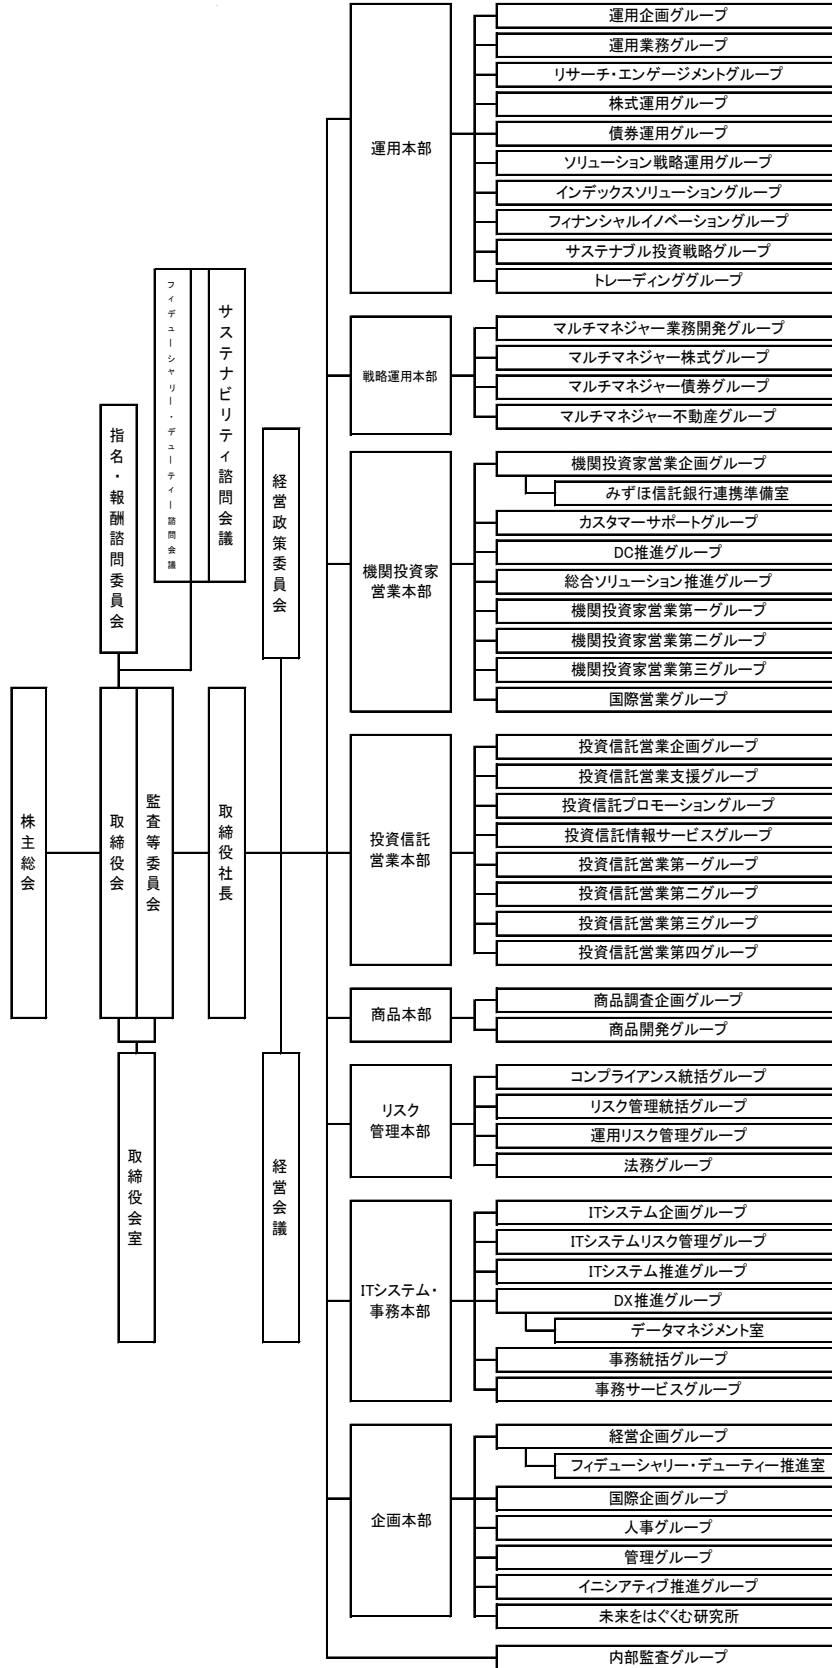 株主総会
取締役会
監査等委員会
取締役会室
指名・報酬諮問委員会
フィデューシャリー・デューティー諮問会議
サステナビリティ諮問会議
取締役社長
経営政策委員会
経営会議
運用本部
運用企画グループ
運用業務グループ
リサーチ・エンゲージメントグループ
株式運用グループ
債券運用グループ
ソリューション戦略運用グループ
インデックスソリューショングループ
フィナンシャルイノベーショングループ
サステナブル投資戦略グループ
トレーディンググループ
戦略運用本部
マルチマネジャー業務開発グループ
マルチマネジャー株式グループ
マルチマネジャー債券グループ
マルチマネジャー不動産グループ
機関投資家
営業本部
機関投資家営業企画グループ
みずほ信託銀行連携準備室
カスタマーサポートグループ
DC推進グループ
総合ソリューション推進グループ
機関投資家営業第一グループ
機関投資家営業第二グループ
機関投資家営業第三グループ
国際営業グループ
投資信託
営業本部
投資信託営業企画グループ
投資信託営業支援グループ
投資信託プロモーショングループ
投資信託情報サービスグループ
投資信託営業第一グループ
投資信託営業第二グループ
投資信託営業第三グループ
投資信託営業第四グループ
商品本部
商品調査企画グループ
商品開発グループ
リスク
管理本部
コンプライアンス統括グループ
リスク管理統括グループ
運用リスク管理グループ
法務グループ
ITシステム・
事務本部
ITシステム企画グループ
ITシステムリスク管理グループ
ITシステム推進グループ
DX推進グループ
データマネジメント室
事務統括グループ
事務サービスグループ
企画本部
経営企画グループ
フィデューシャリー・デューティー推進室
国際企画グループ
人事グループ
管理グループ
イニシアティブ推進グループ
未来をはぐくむ研究所
内部監査グループ